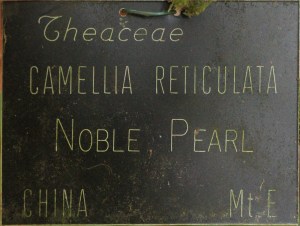 Theaceae
CAMELLIA RETICULATA
NOBLE PEARL
CHINA Mt E